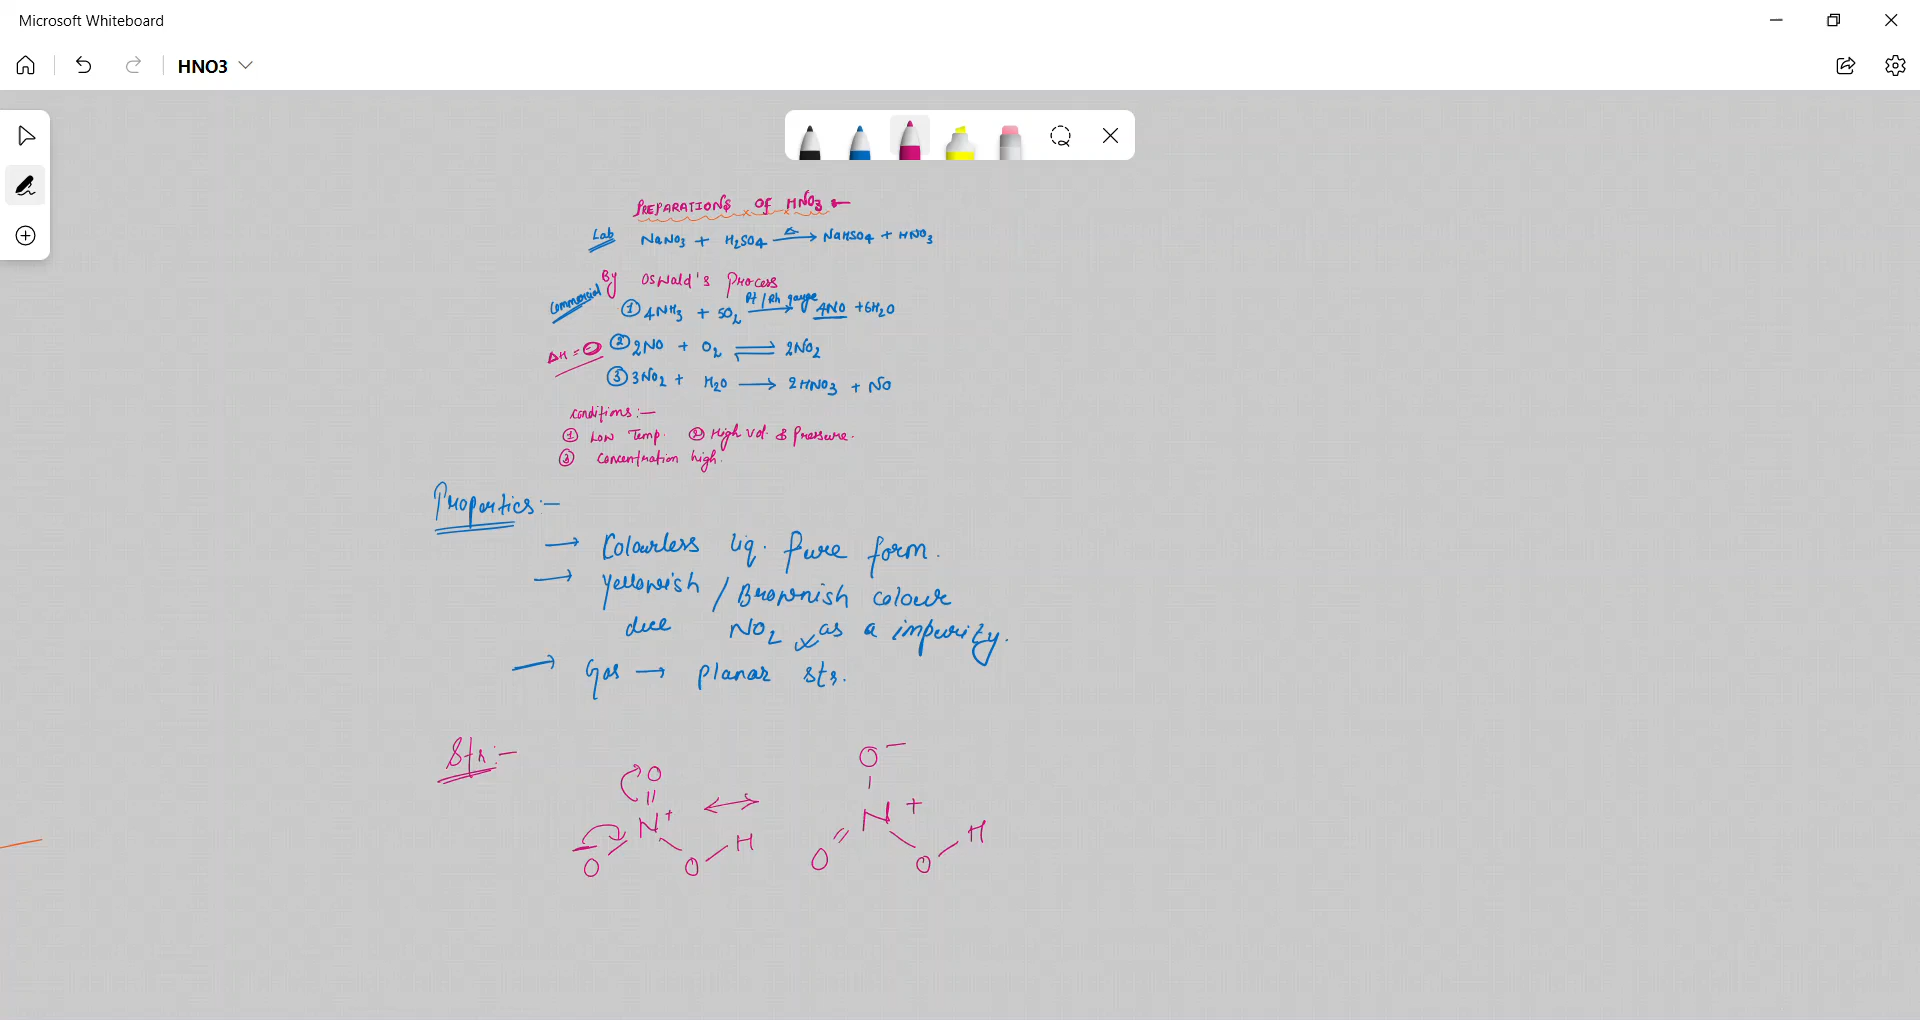 Microsoft Whiteboard
HNO3
PREPARATIONS OF HNO3 :-
Lab NaNO3 + H2SO4 —Δ→ NaHSO4 + HNO3
By Oswald's Process
Commercial
① 4NH3 + 5O2 —Pt / Rh gauge→ 4NO + 6H2O
ΔH = ⊖ ② 2NO + O2 ⇌ 2NO2
③ 3NO2 + H2O → 2HNO3 + NO
Conditions :-
① Low Temp. ② High Vol. & Pressure.
③ Concentration high.
Properties :-
→ Colourless liq. Pure form.
→ Yellowish / Brownish colour
due NO2 as a impurity.
→ Gas → planar str.
Str :-
O O−
N+ ↔ N+
−O O H O O H